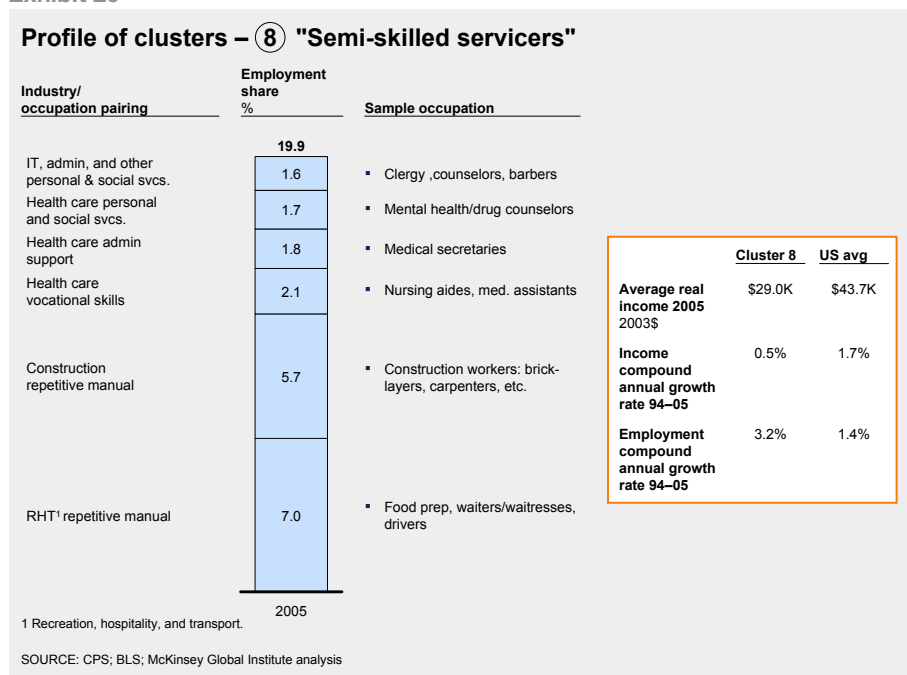 Profile of clusters – 8 "Semi-skilled servicers"
Industry/
occupation pairing
Employment
share
%
Sample occupation
19.9
IT, admin, and other
personal & social svcs.
1.6
▪ Clergy ,counselors, barbers
Health care personal
and social svcs.
1.7
▪ Mental health/drug counselors
Health care admin
support
1.8
▪ Medical secretaries
Health care
vocational skills
2.1
▪ Nursing aides, med. assistants
Construction
repetitive manual
5.7
▪ Construction workers: brick-
layers, carpenters, etc.
RHT1 repetitive manual
7.0
▪ Food prep, waiters/waitresses,
drivers
2005
Cluster 8 US avg
Average real
income 2005
2003$
$29.0K $43.7K
Income
compound
annual growth
rate 94–05
0.5% 1.7%
Employment
compound
annual growth
rate 94–05
3.2% 1.4%
1 Recreation, hospitality, and transport.
SOURCE: CPS; BLS; McKinsey Global Institute analysis